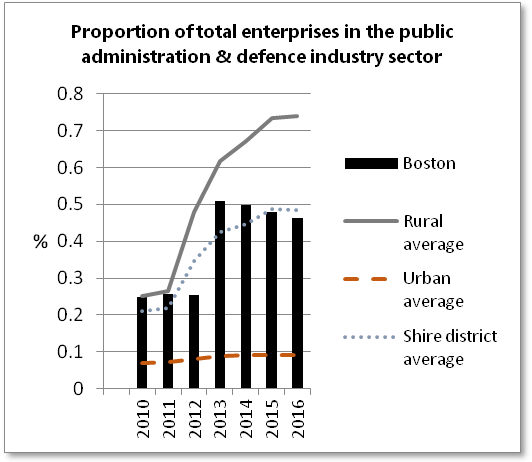 Proportion of total enterprises in the public
administration & defence industry sector
0.8
0.7
0.6
0.5
0.4
0.3
0.2
0.1
0
%
2010
2011
2012
2013
2014
2015
2016
Boston
Rural
average
Urban
average
Shire district
average